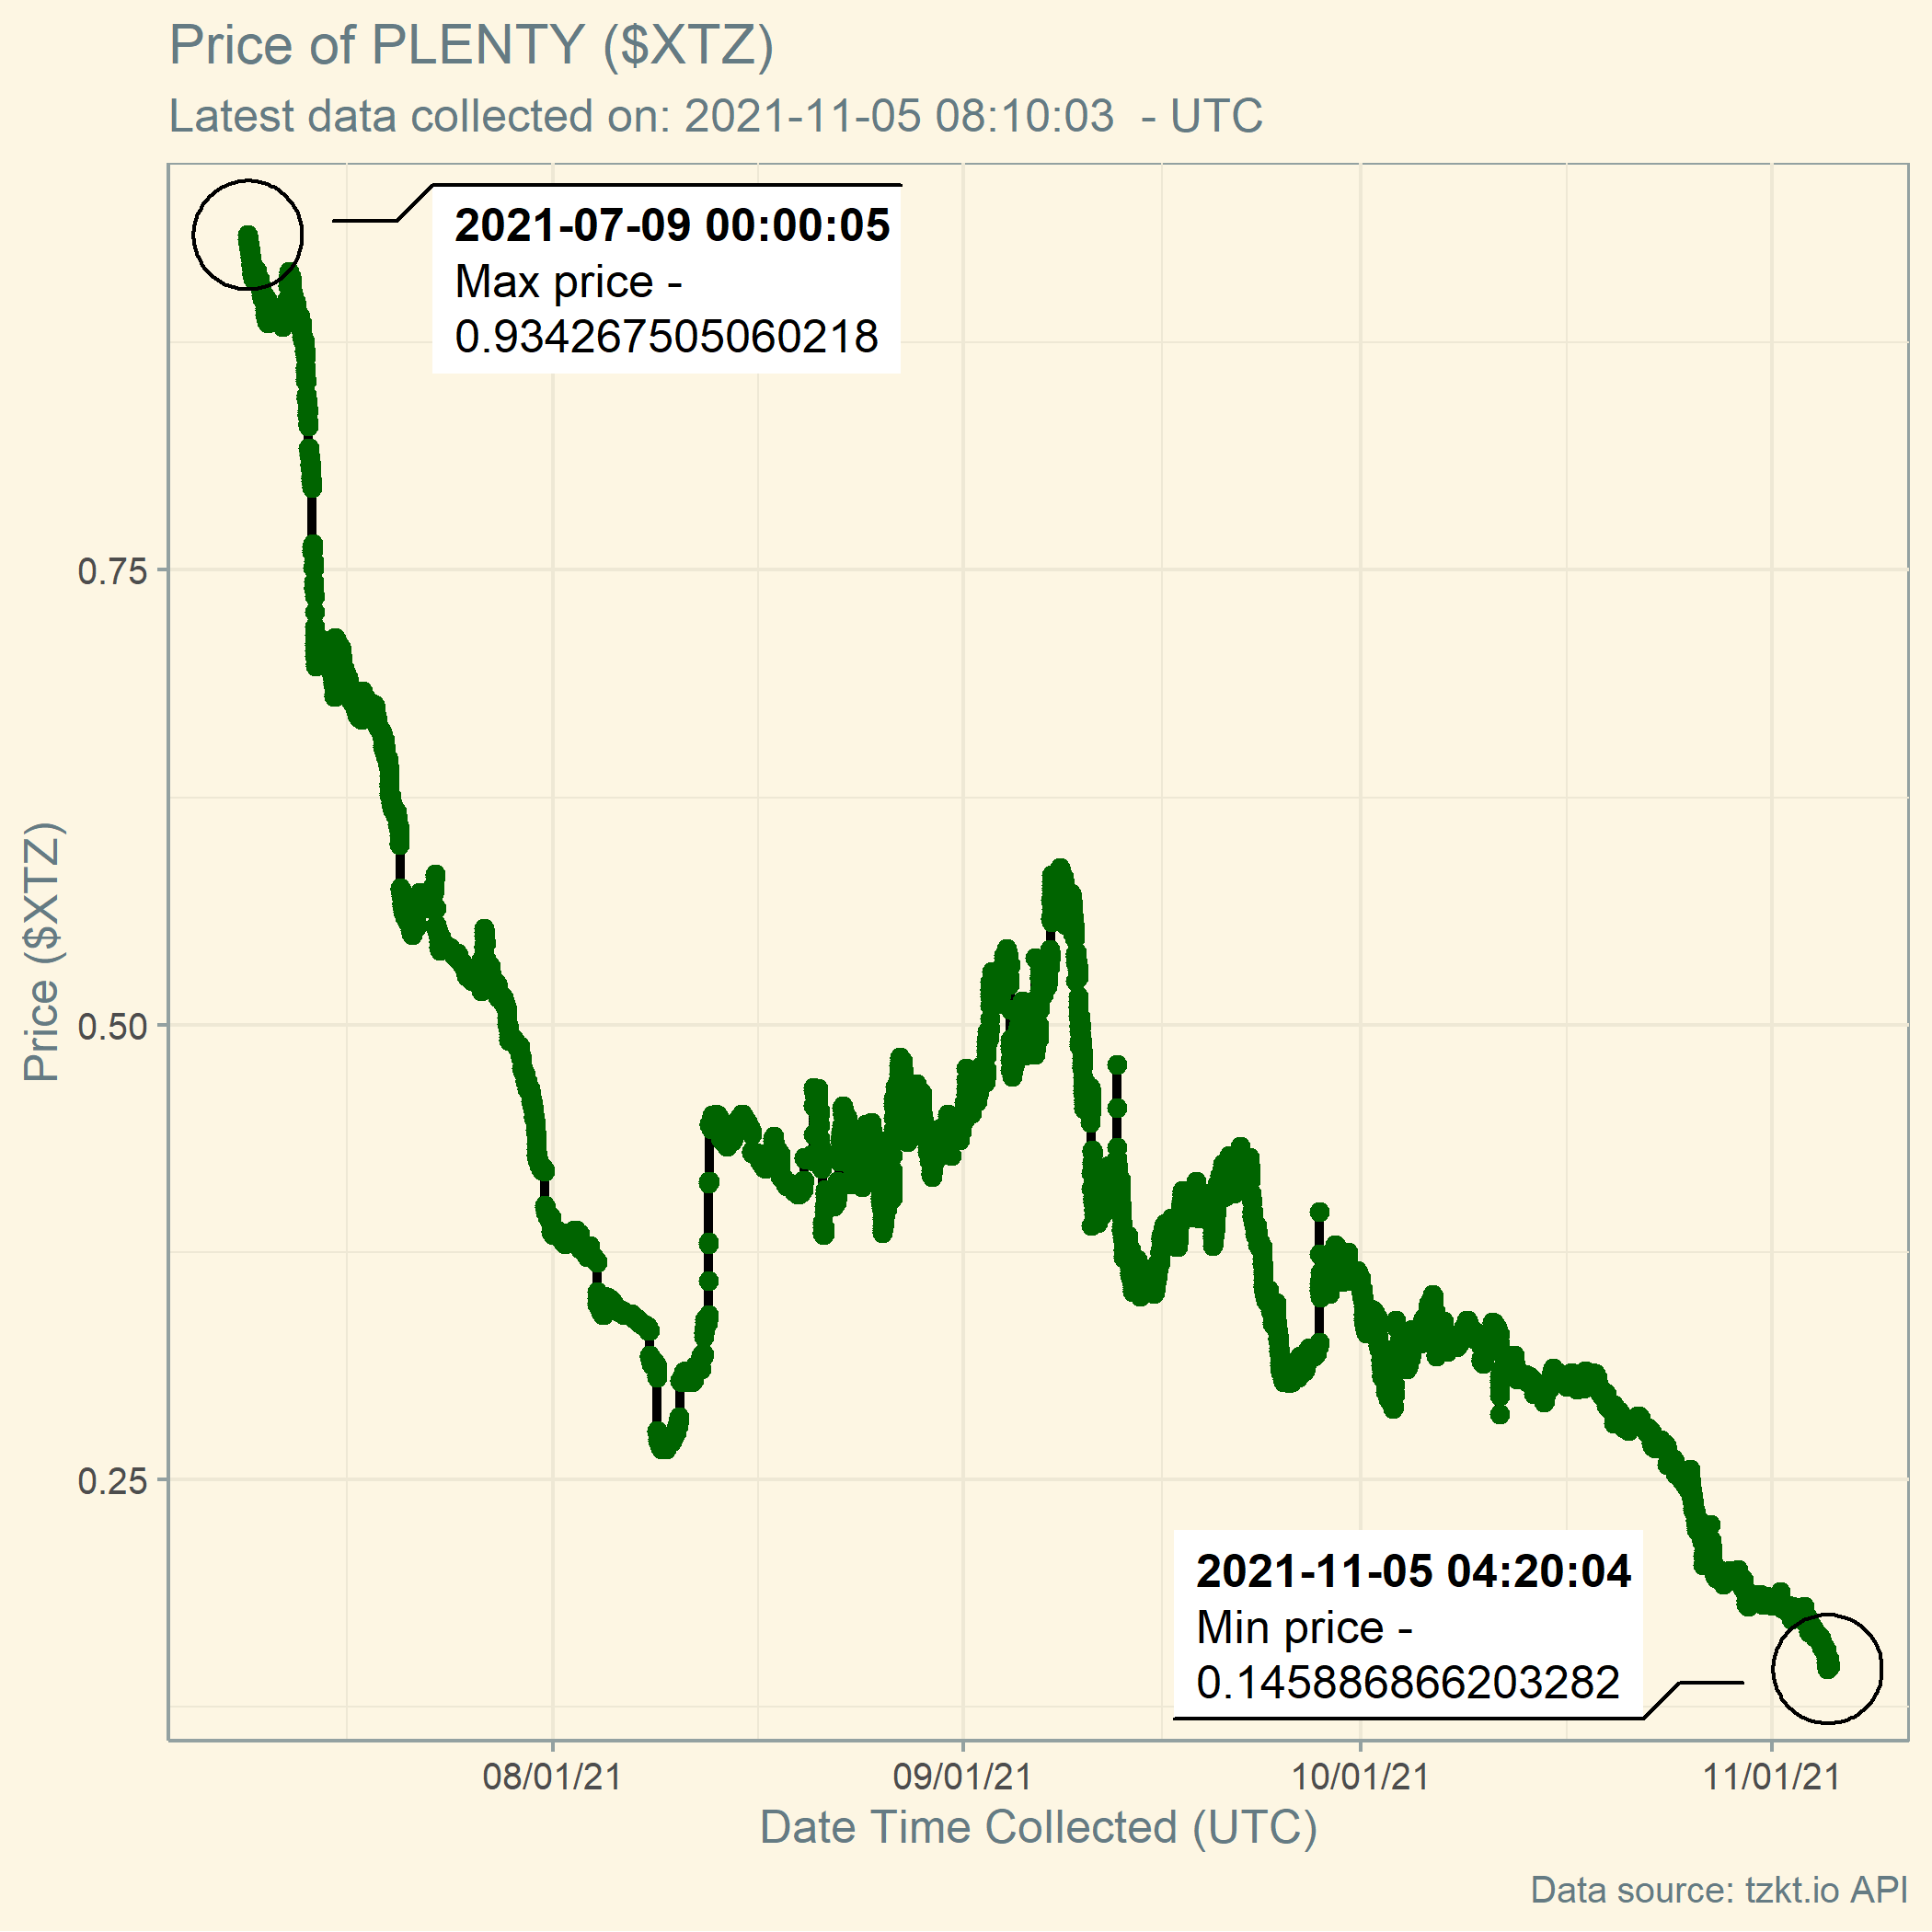 Price of PLENTY ($XTZ)
Latest data collected on: 2021-11-05 08:10:03  - UTC
2021-07-09 00:00:05
Max price -
0.934267505060218
0.75
0.50
0.25
Price ($XTZ)
2021-11-05 04:20:04
Min price -
0.145886866203282
08/01/21
09/01/21
10/01/21
11/01/21
Date Time Collected (UTC)
Data source: tzkt.io API